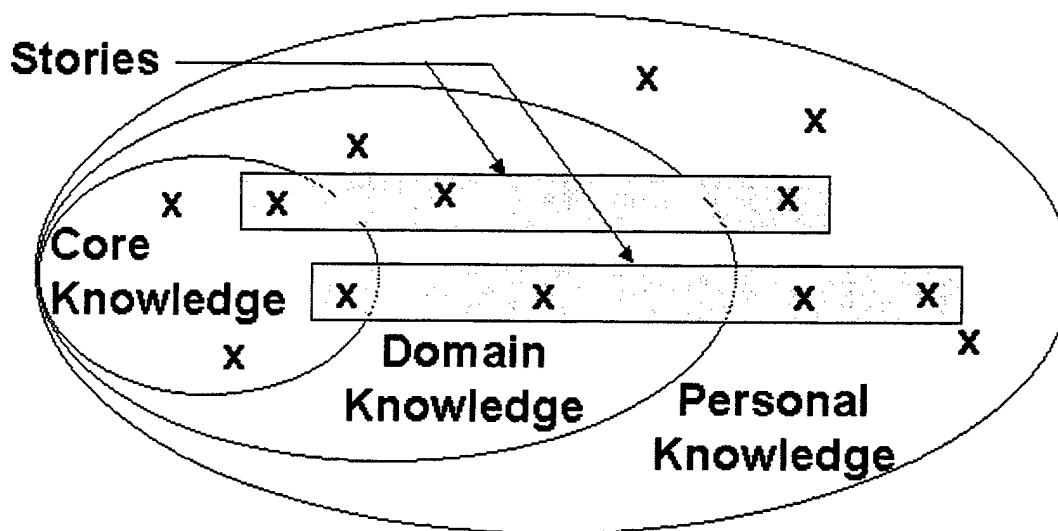 Stories
x
x
x
x
x
x
x
Core
Knowledge
x
x
x
x
x
x
Domain
Knowledge
Personal
Knowledge